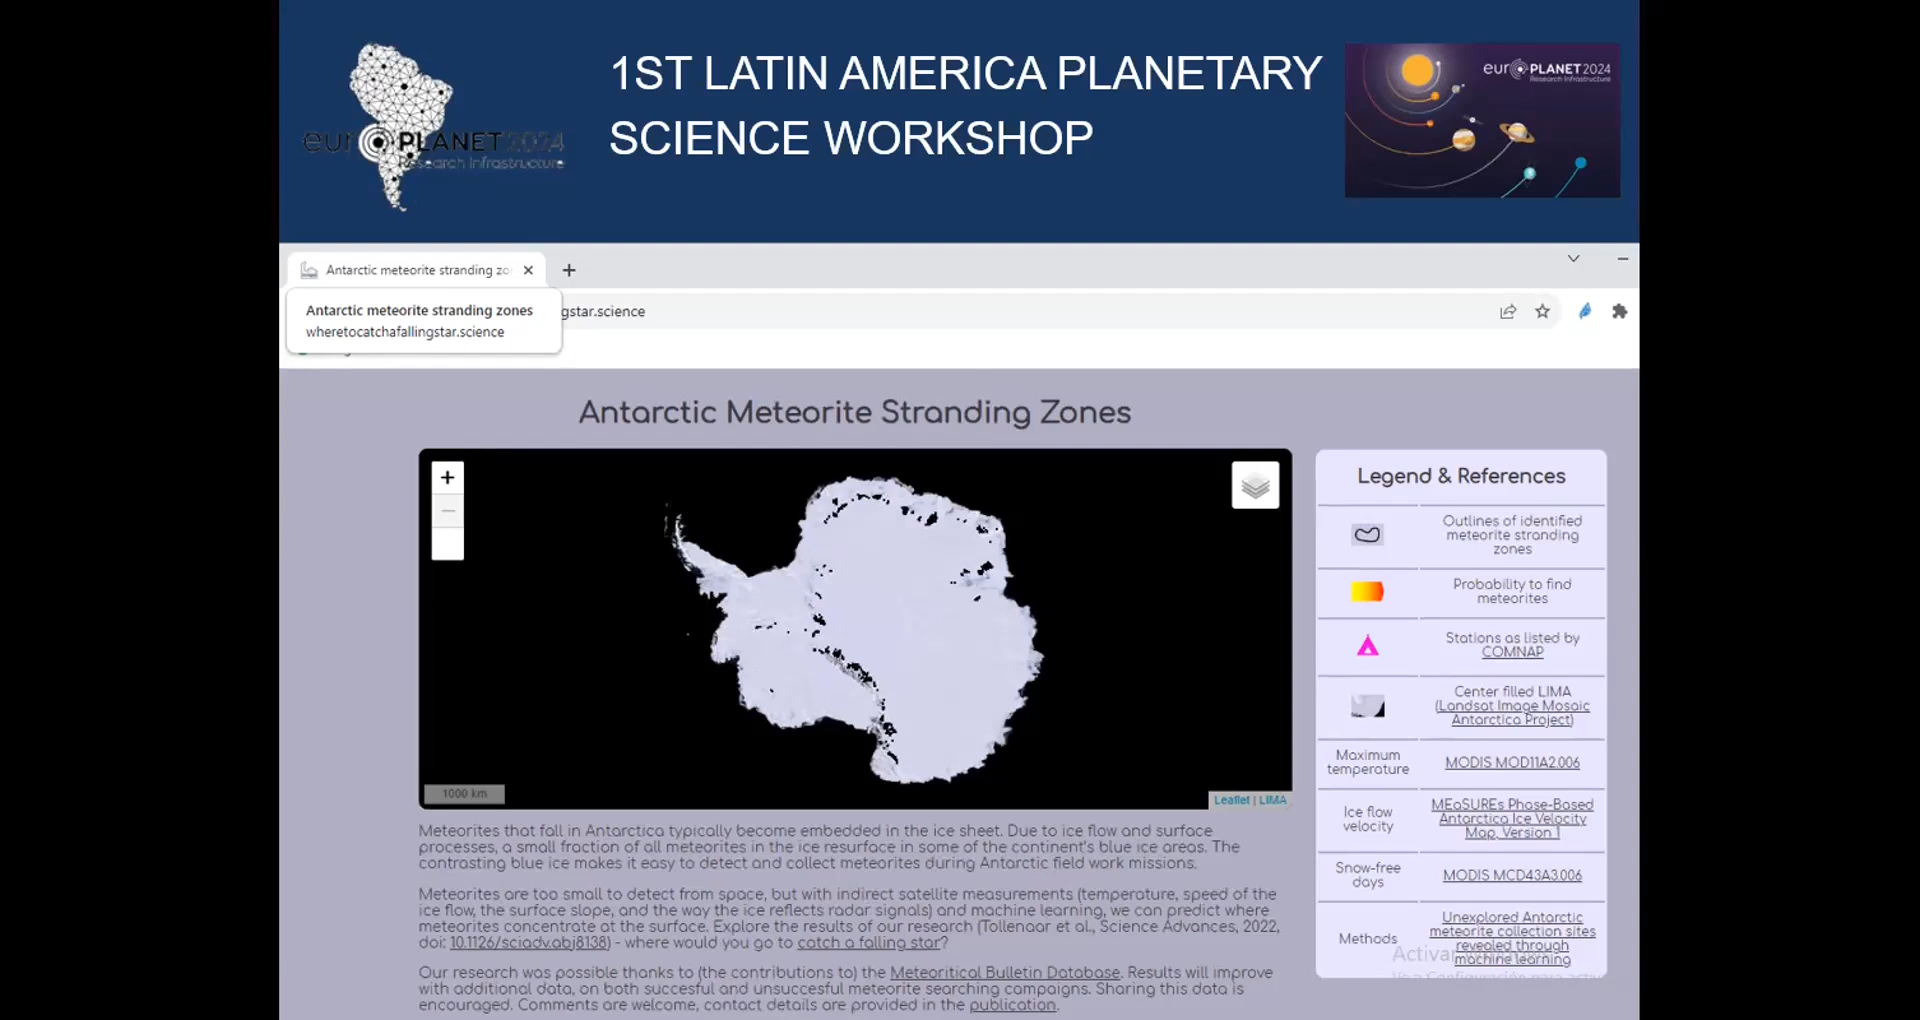 1ST LATIN AMERICA PLANETARY
SCIENCE WORKSHOP
eur PLANET 2024
Research Infrastructure
eur PLANET 2024
Research Infrastructure
Antarctic meteorite stranding zo
Antarctic meteorite stranding zones
wheretocatchafallingstar.science
gstar.science
Antarctic Meteorite Stranding Zones
+
−
1000 km
Leaflet | LIMA
Legend & References
Outlines of identified
meteorite stranding
zones
Probability to find
meteorites
Stations as listed by
COMNAP
Center filled LIMA
(Landsat Image Mosaic
Antarctica Project)
Maximum
temperature
MODIS MOD11A2.006
Ice flow
velocity
MEaSUREs Phase-Based
Antarctica Ice Velocity
Map, Version 1
Snow-free
days
MODIS MCD43A3.006
Methods
Unexplored Antarctic
meteorite collection sites
revealed through
machine learning
Meteorites that fall in Antarctica typically become embedded in the ice sheet. Due to ice flow and surface
processes, a small fraction of all meteorites in the ice resurface in some of the continent's blue ice areas. The
contrasting blue ice makes it easy to detect and collect meteorites during Antarctic field work missions.
Meteorites are too small to detect from space, but with indirect satellite measurements (temperature, speed of the
ice flow, the surface slope, and the way the ice reflects radar signals) and machine learning, we can predict where
meteorites concentrate at the surface. Explore the results of our research (Tollenaar et al., Science Advances, 2022,
doi: 10.1126/sciadv.abj8138) - where would you go to catch a falling star?
Our research was possible thanks to (the contributions to) the Meteoritical Bulletin Database. Results will improve
with additional data, on both succesful and unsuccesful meteorite searching campaigns. Sharing this data is
encouraged. Comments are welcome, contact details are provided in the publication.